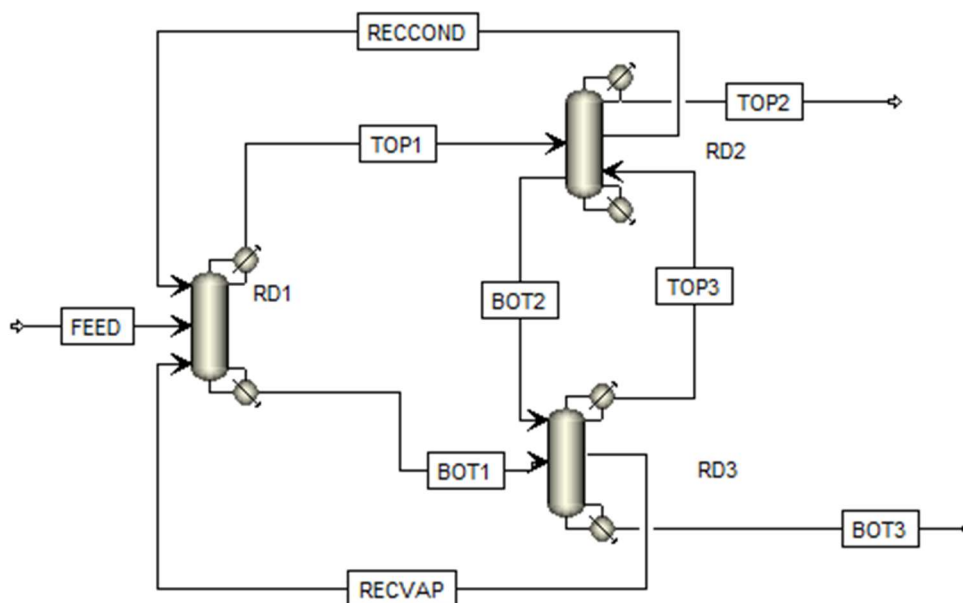 RECCOND
TOP2
TOP1
RD2
BOT2
TOP3
RD1
FEED
BOT1
RD3
BOT3
RECVAP